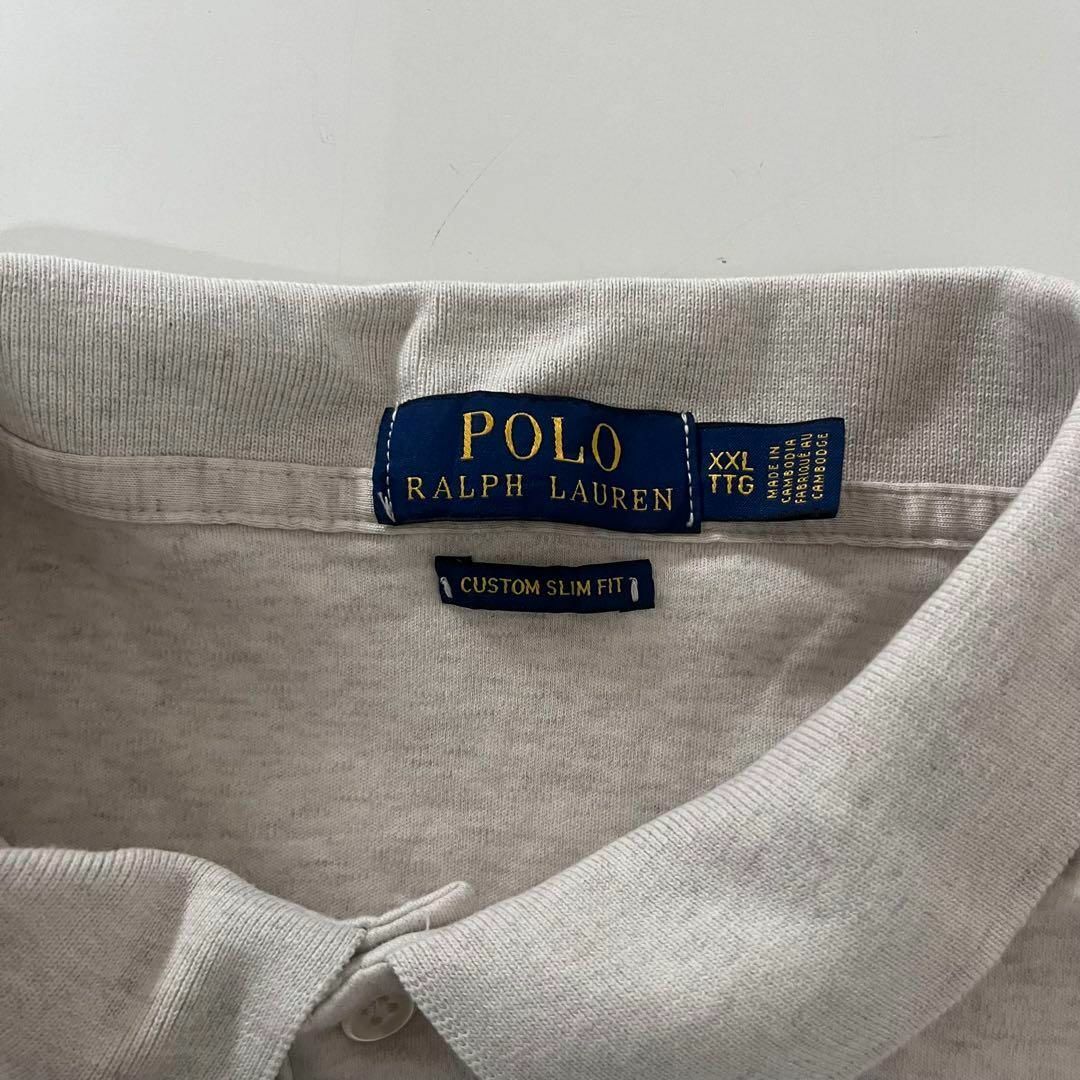 POLO
RALPH LAUREN
XXL
TTG
MADE IN
CAMBODIA
FABRIQUÉ AU
CAMBODGE
CUSTOM SLIM FIT